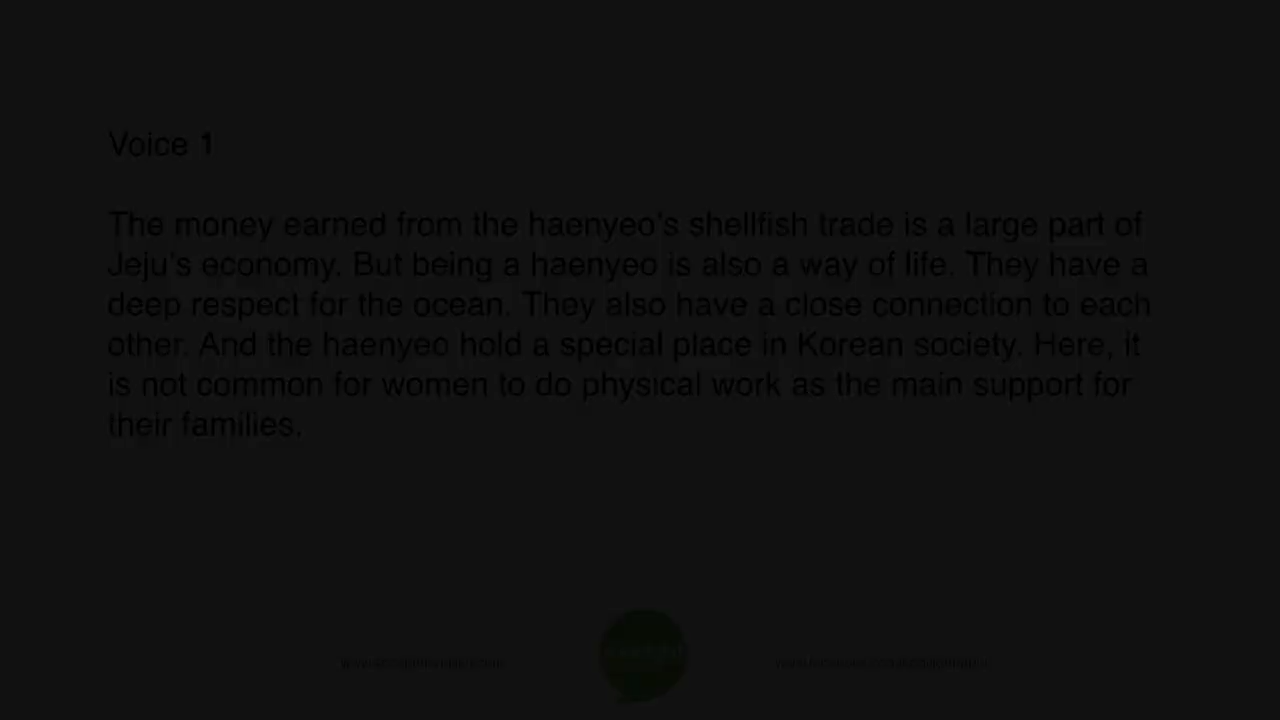 Voice 1
The money earned from the haenyeo's shellfish trade is a large part of
Jeju's economy. But being a haenyeo is also a way of life. They have a
deep respect for the ocean. They also have a close connection to each
other. And the haenyeo hold a special place in Korean society. Here, it
is not common for women to do physical work as the main support for
their families.